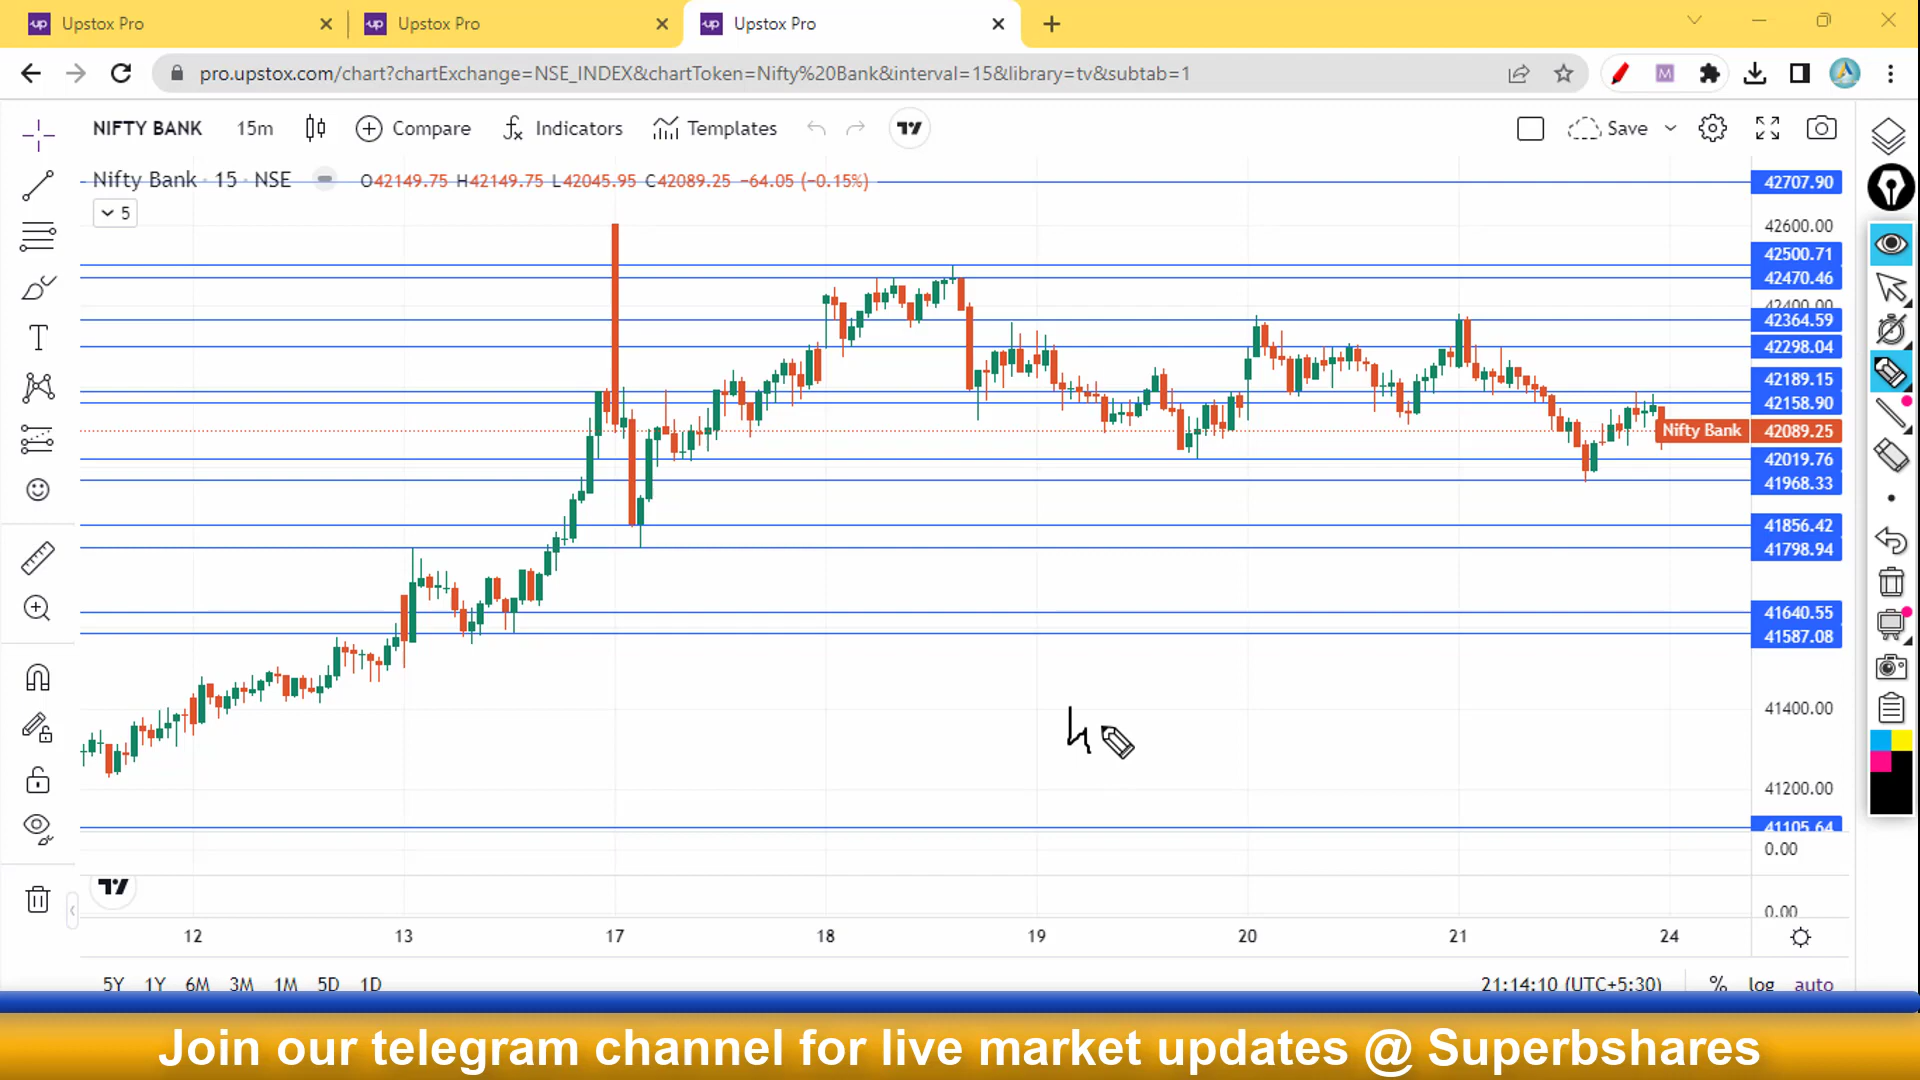 Upstox Pro
Upstox Pro
Upstox Pro
pro.upstox.com/chart?chartExchange=NSE_INDEX&chartToken=Nifty%20Bank&interval=15&library=tv&subtab=1
NIFTY BANK 15m Compare Indicators Templates Save
Nifty Bank · 15 · NSE O42149.75 H42149.75 L42045.95 C42089.25 −64.05 (−0.15%)
5
42707.90
42600.00
42500.71
42470.46
42400.00
42364.59
42298.04
42189.15
42158.90
Nifty Bank 42089.25
42019.76
41968.33
41856.42
41798.94
41640.55
41587.08
41400.00
41200.00
41105.64
0.00
0.00
12 13 17 18 19 20 21 24
5Y 1Y 6M 3M 1M 5D 1D 21:14:10 (UTC+5:30) % log auto
Join our telegram channel for live market updates @ Superbshares